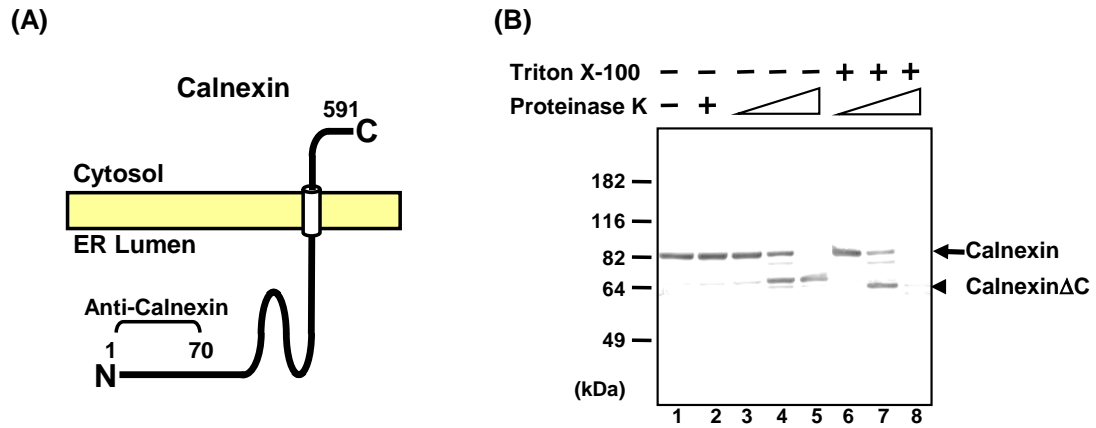 (A)
Calnexin
591
C
Cytosol
ER Lumen
Anti-Calnexin
1 70
N
(B)
Triton X-100 − − − − − + + +
Proteinase K − +
182
116
82
64
49
(kDa)
Calnexin
CalnexinΔC
1 2 3 4 5 6 7 8